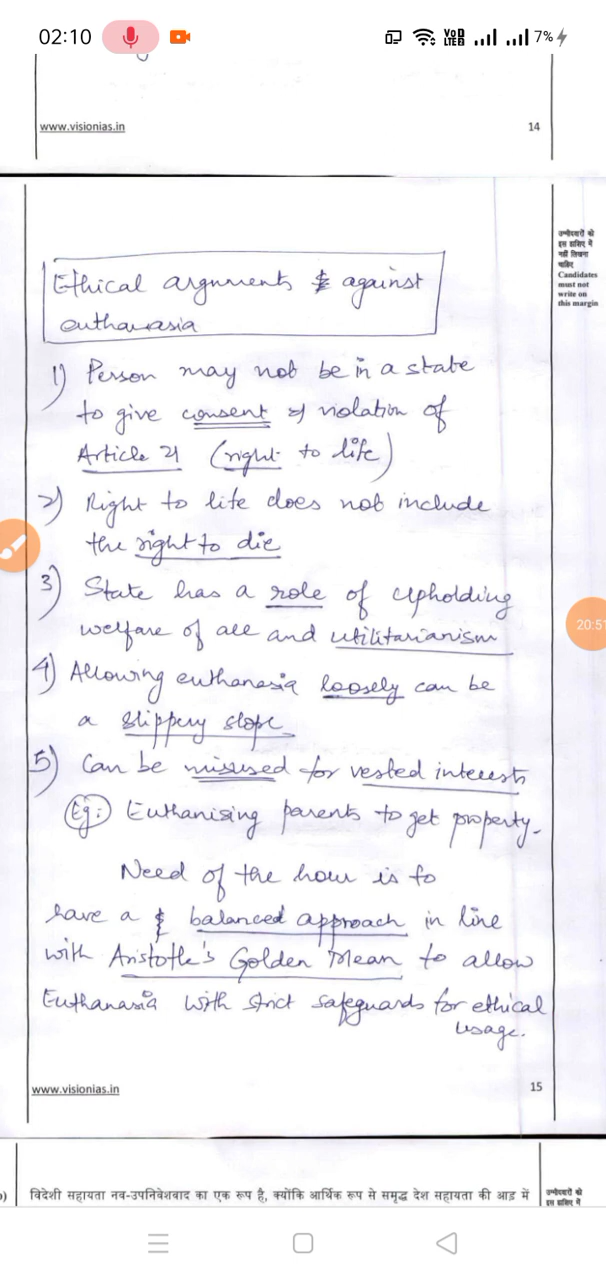 02:10
VoD LTE2
7%
www.visionias.in
14
उम्मीदवारों को
इस हाशिए में
नहीं लिखना
चाहिए
Candidates
must not
write on
this margin
Ethical arguments against
euthanasia
1) Person may not be in a state
to give consent & violation of
Article 21 (right to life)
2) Right to life does not include
the right to die
3) State has a role of upholding
welfare of all and utilitarianism
4) Allowing euthanasia loosely can be
a slippery slope
5) Can be misused for vested interests
Eg: Euthanising parents to get property.
Need of the hour is to
have a balanced approach in line
with Aristotle's Golden Mean to allow
Euthanasia with strict safeguards for ethical
usage.
20:51
www.visionias.in
15
विदेशी सहायता नव-उपनिवेशवाद का एक रूप है, क्योंकि आर्थिक रूप से समृद्ध देश सहायता की आड़ में
उम्मीदवारों को
इस हाशिए में